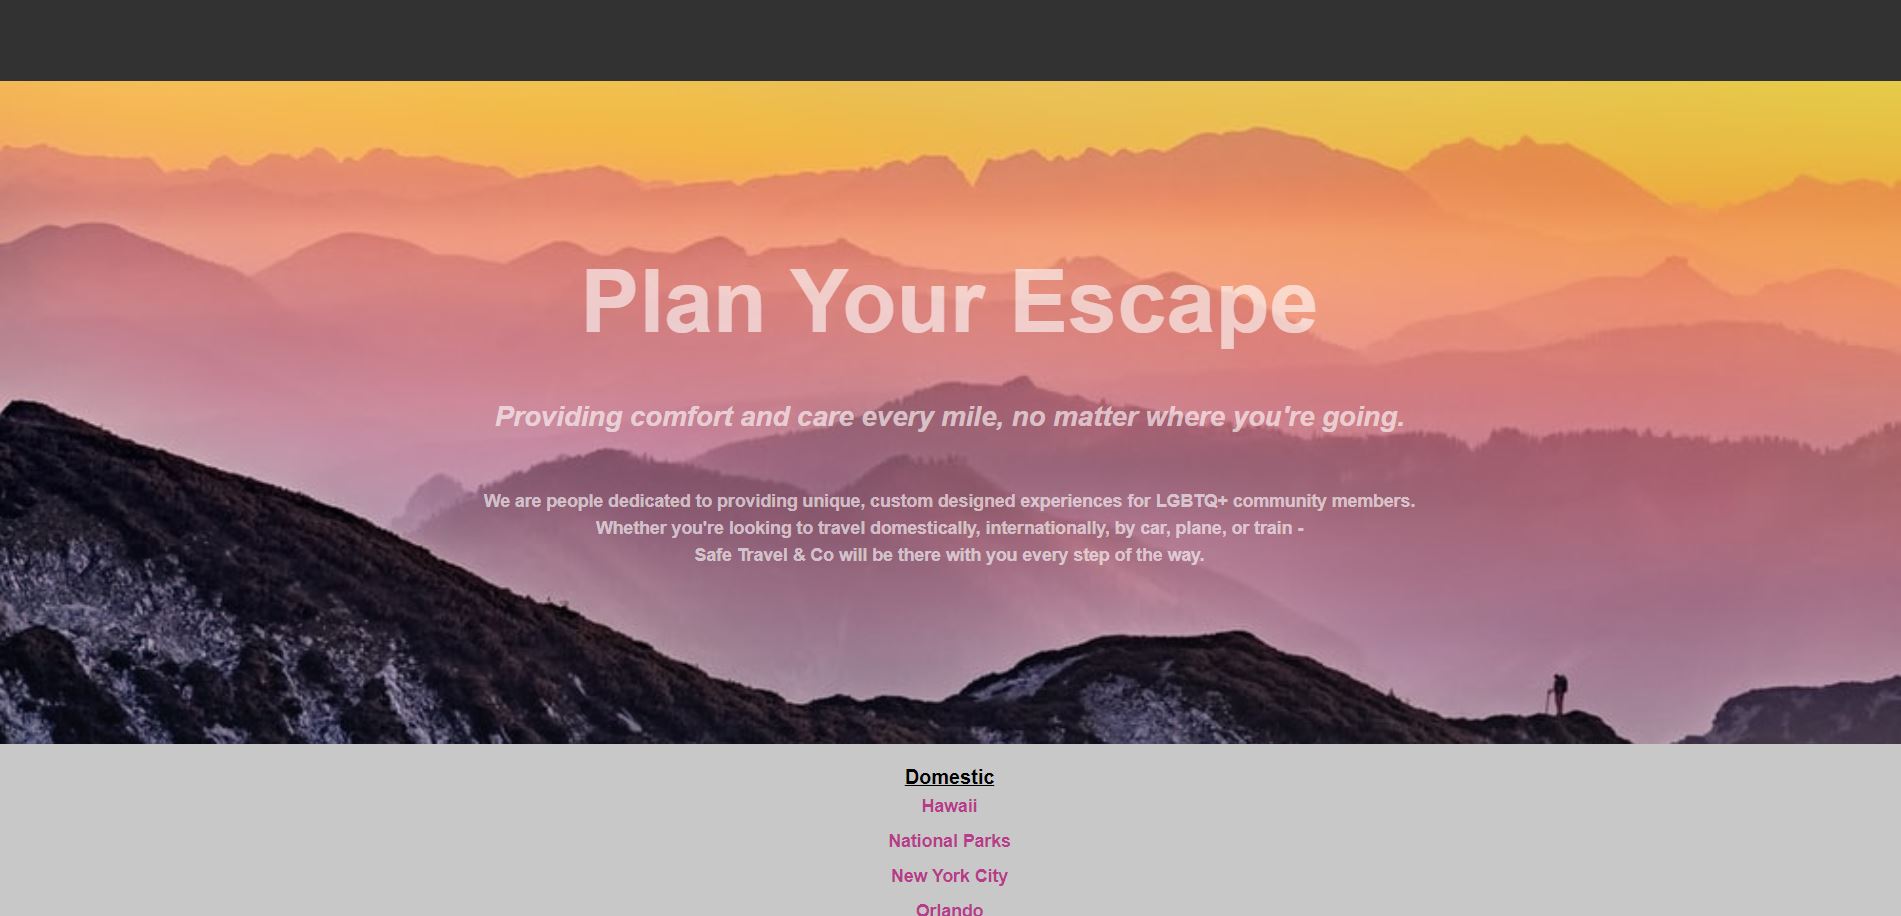 Plan Your Escape
Providing comfort and care every mile, no matter where you're going.
We are people dedicated to providing unique, custom designed experiences for LGBTQ+ community members.
Whether you're looking to travel domestically, internationally, by car, plane, or train -
Safe Travel & Co will be there with you every step of the way.
Domestic
Hawaii
National Parks
New York City
Orlando